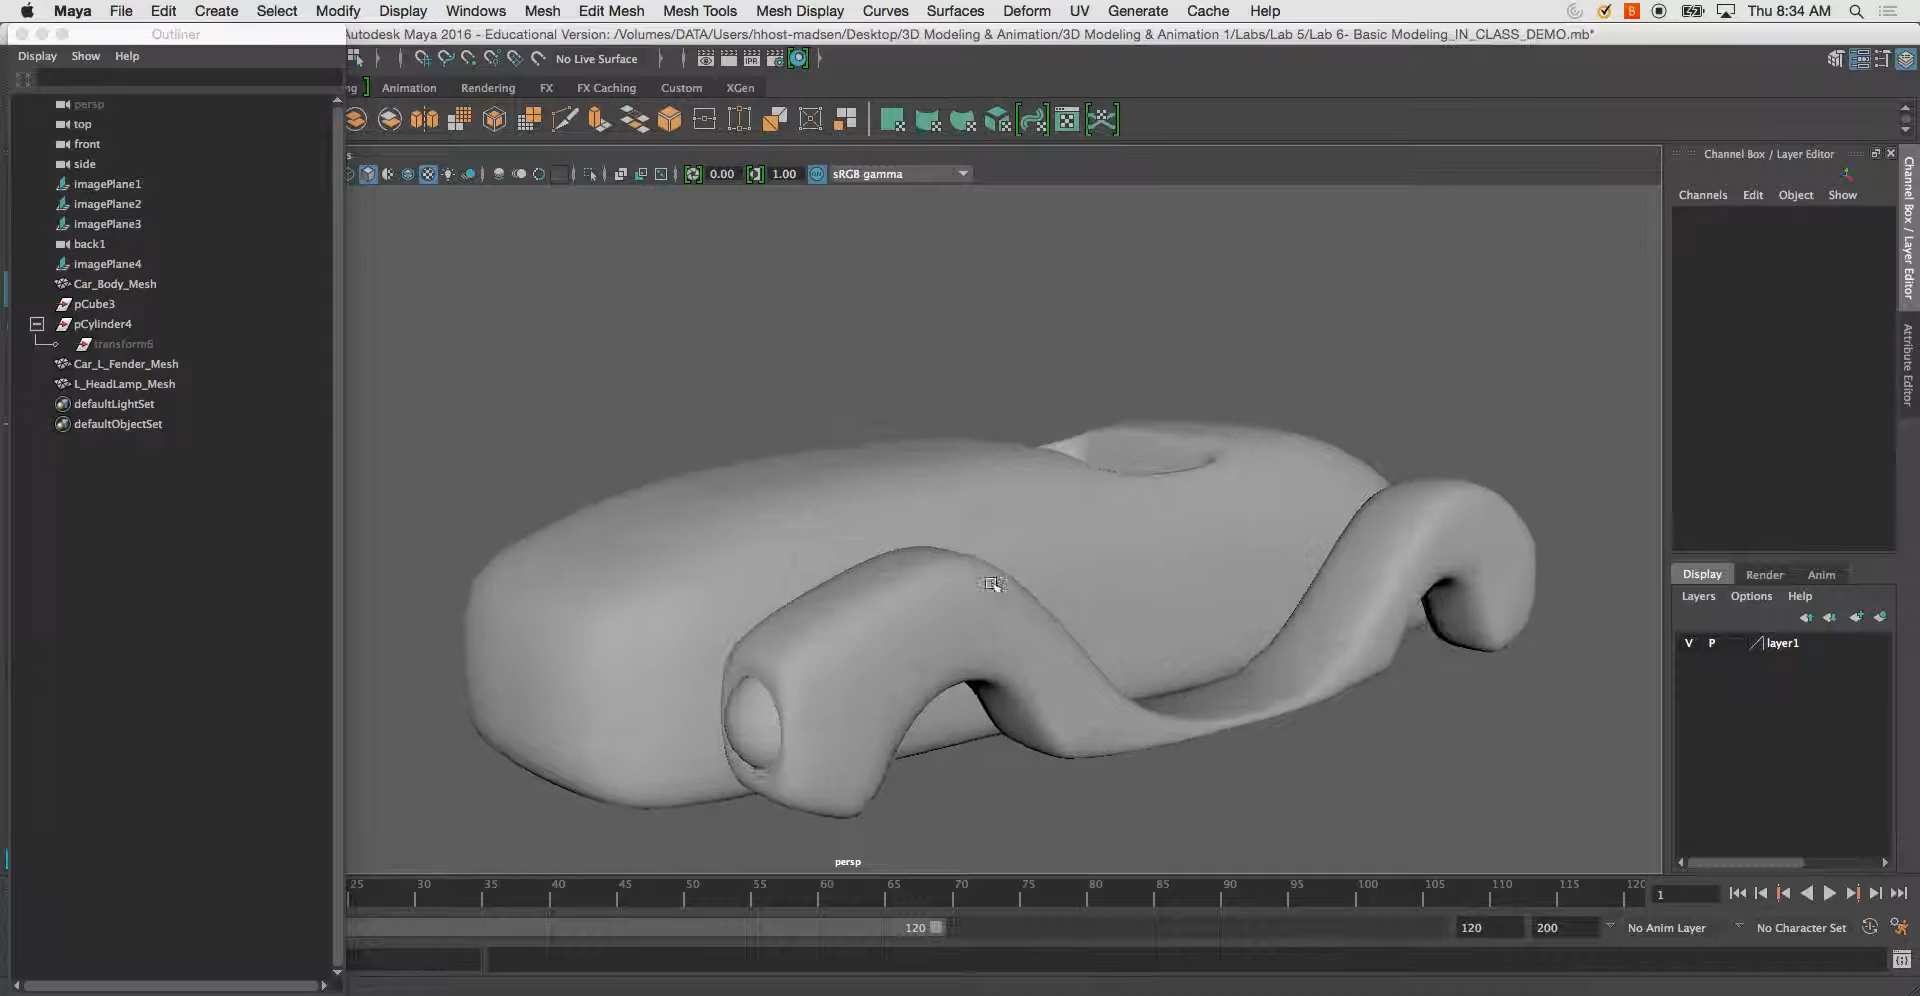 Maya File Edit Create Select Modify Display Windows Mesh Edit Mesh Mesh Tools Mesh Display Curves Surfaces Deform UV Generate Cache Help Thu 8:34 AM
Outliner
Autodesk Maya 2016 - Educational Version: /Volumes/DATA/Users/hhost-madsen/Desktop/3D Modeling & Animation/3D Modeling & Animation 1/Labs/Lab 5/Lab 6- Basic Modeling_IN_CLASS_DEMO.mb*
Display Show Help
No Live Surface
IPR
ng Animation Rendering FX FX Caching Custom XGen
persp
top
front
side
imagePlane1
imagePlane2
imagePlane3
back1
imagePlane4
Car_Body_Mesh
pCube3
pCylinder4
transform6
Car_L_Fender_Mesh
L_HeadLamp_Mesh
defaultLightSet
defaultObjectSet
s
0.00 1.00 sRGB gamma
persp
Channel Box / Layer Editor
Channels Edit Object Show
Channel Box / Layer Editor
Attribute Editor
Display Render Anim
Layers Options Help
V P layer1
25 30 35 40 45 50 55 60 65 70 75 80 85 90 95 100 105 110 115 120
1
120 120 200 No Anim Layer No Character Set